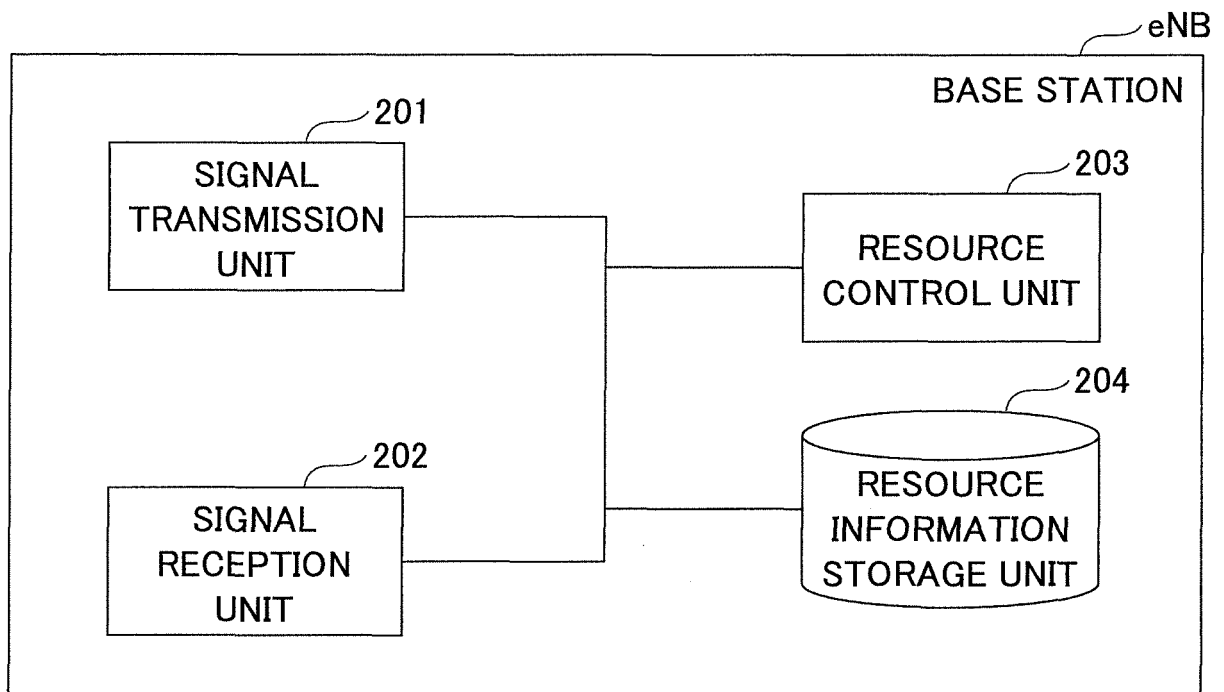 eNB
BASE STATION
201
SIGNAL
TRANSMISSION
UNIT
203
RESOURCE
CONTROL UNIT
204
RESOURCE
INFORMATION
STORAGE UNIT
202
SIGNAL
RECEPTION
UNIT